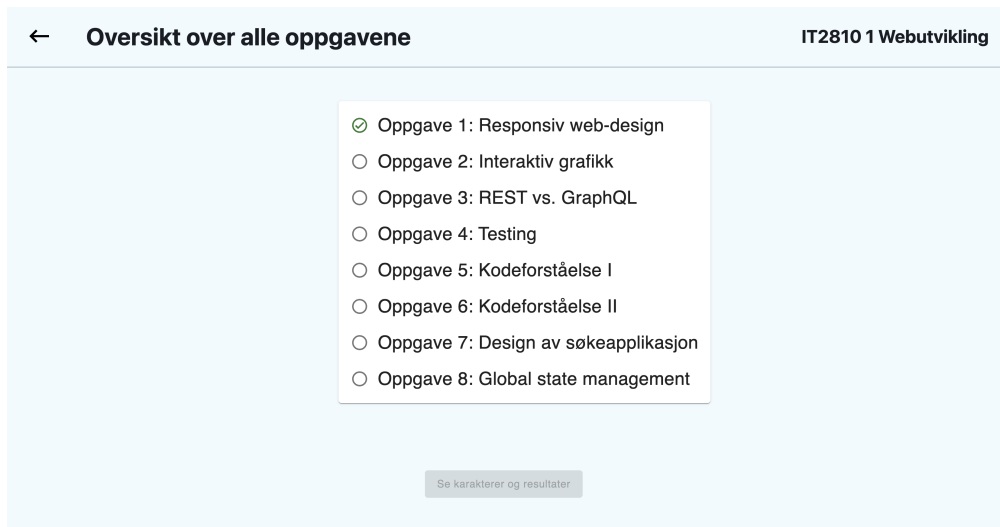 Oversikt over alle oppgavene
IT2810 1 Webutvikling
Oppgave 1: Responsiv web-design
Oppgave 2: Interaktiv grafikk
Oppgave 3: REST vs. GraphQL
Oppgave 4: Testing
Oppgave 5: Kodeforståelse I
Oppgave 6: Kodeforståelse II
Oppgave 7: Design av søkeapplikasjon
Oppgave 8: Global state management
Se karakterer og resultater